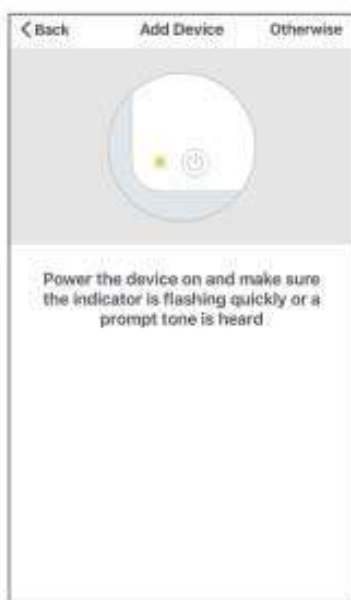 Back Add Device Otherwise
Power the device on and make sure
the indicator is flashing quickly or a
prompt tone is heard